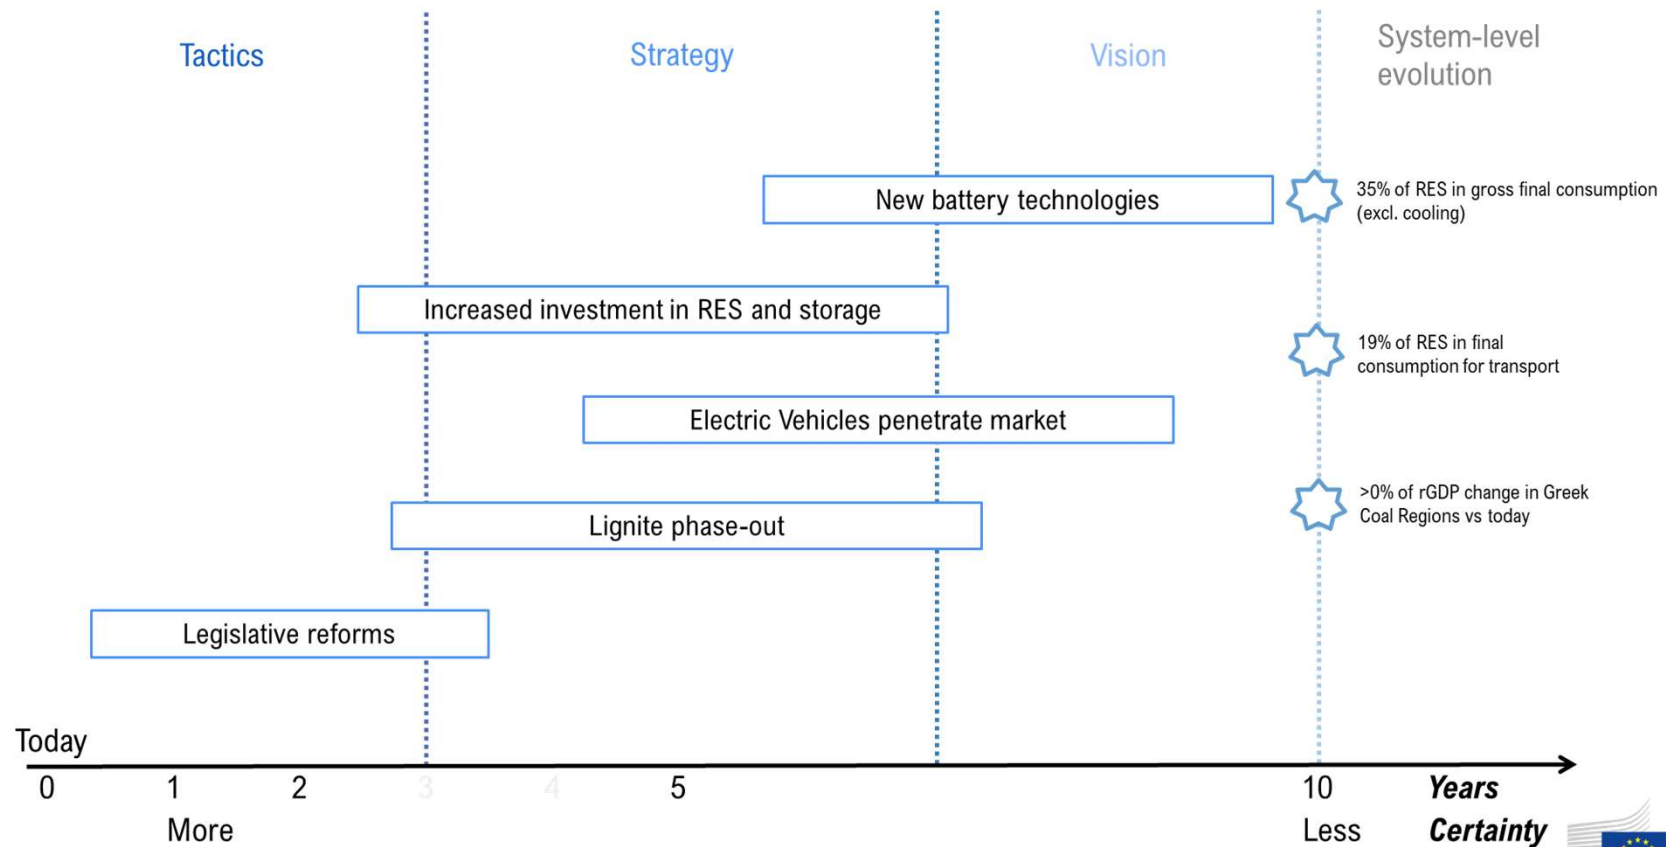 Tactics
Strategy
Vision
System-level
evolution
New battery technologies
35% of RES in gross final consumption
(excl. cooling)
Increased investment in RES and storage
19% of RES in final
consumption for transport
Electric Vehicles penetrate market
>0% of rGDP change in Greek
Coal Regions vs today
Lignite phase-out
Legislative reforms
Today
0 1 2 3 4 5 10 Years
More Less Certainty